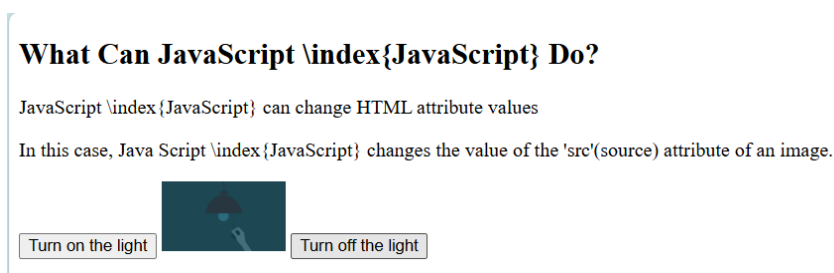 What Can JavaScript \index{JavaScript} Do?
JavaScript \index{JavaScript} can change HTML attribute values
In this case, Java Script \index{JavaScript} changes the value of the 'src'(source) attribute of an image.
Turn on the light Turn off the light